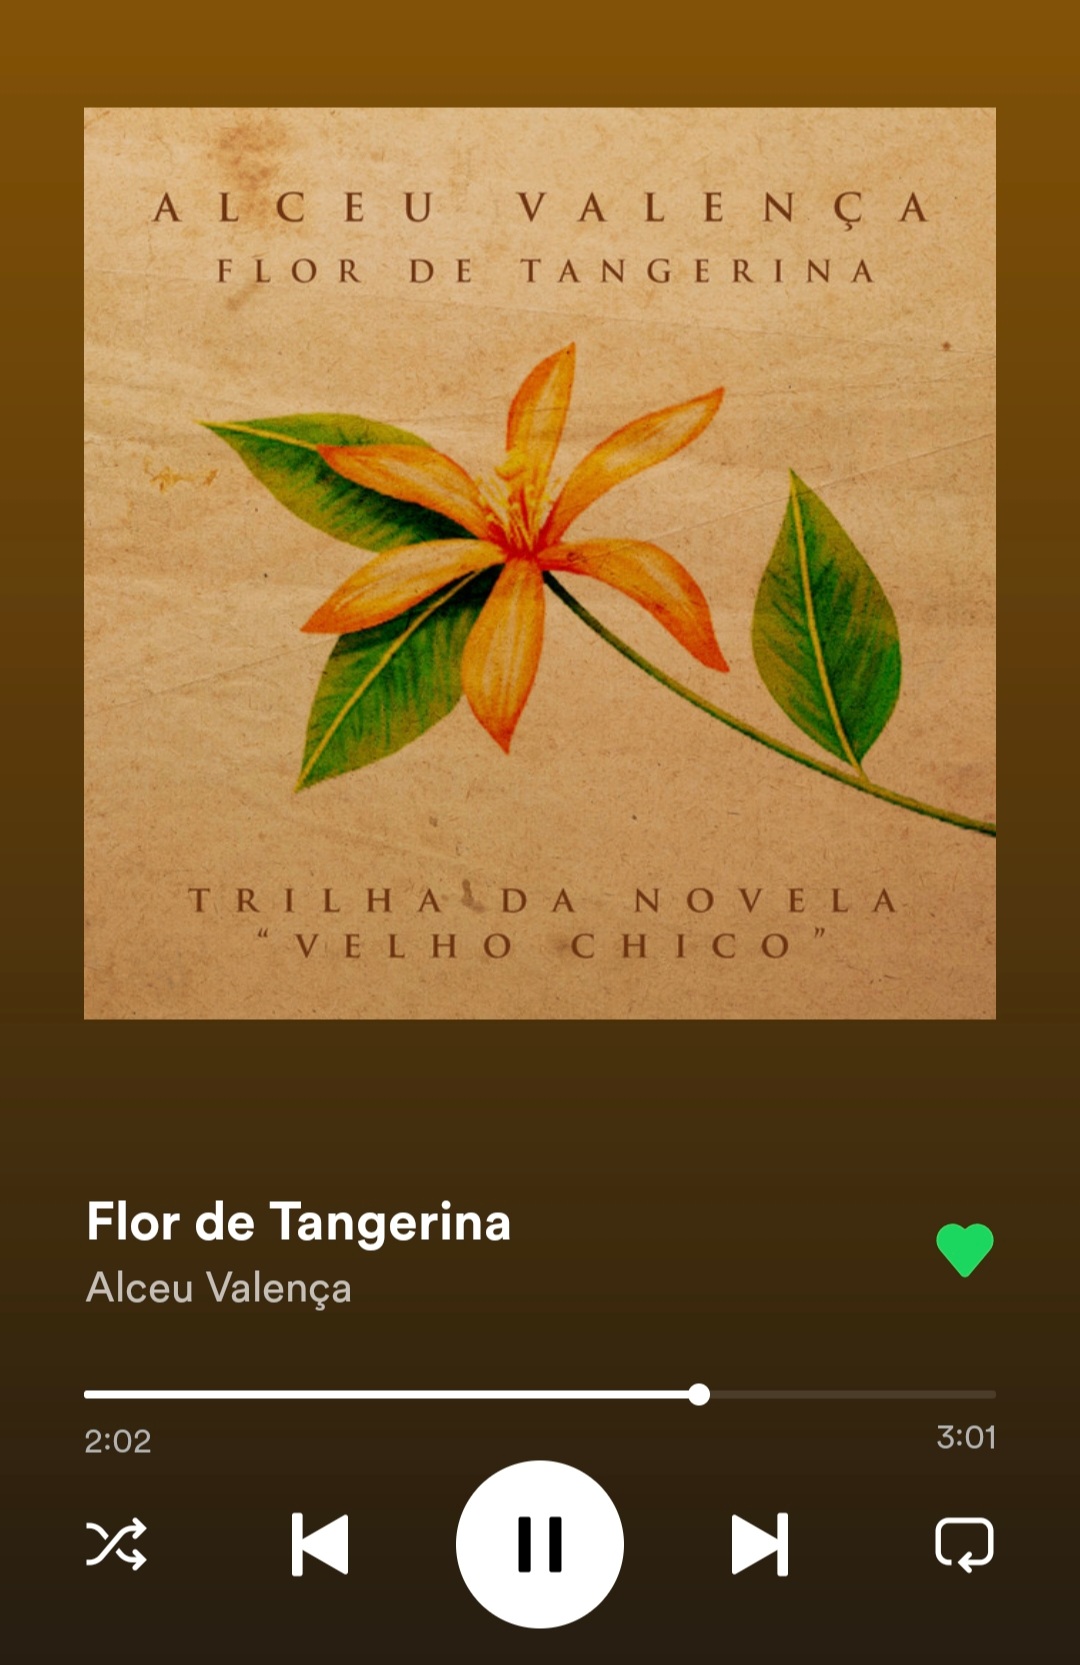 ALCEU VALENÇA
FLOR DE TANGERINA
TRILHA DA NOVELA
“VELHO CHICO”
Flor de Tangerina
Alceu Valença
2:02
3:01